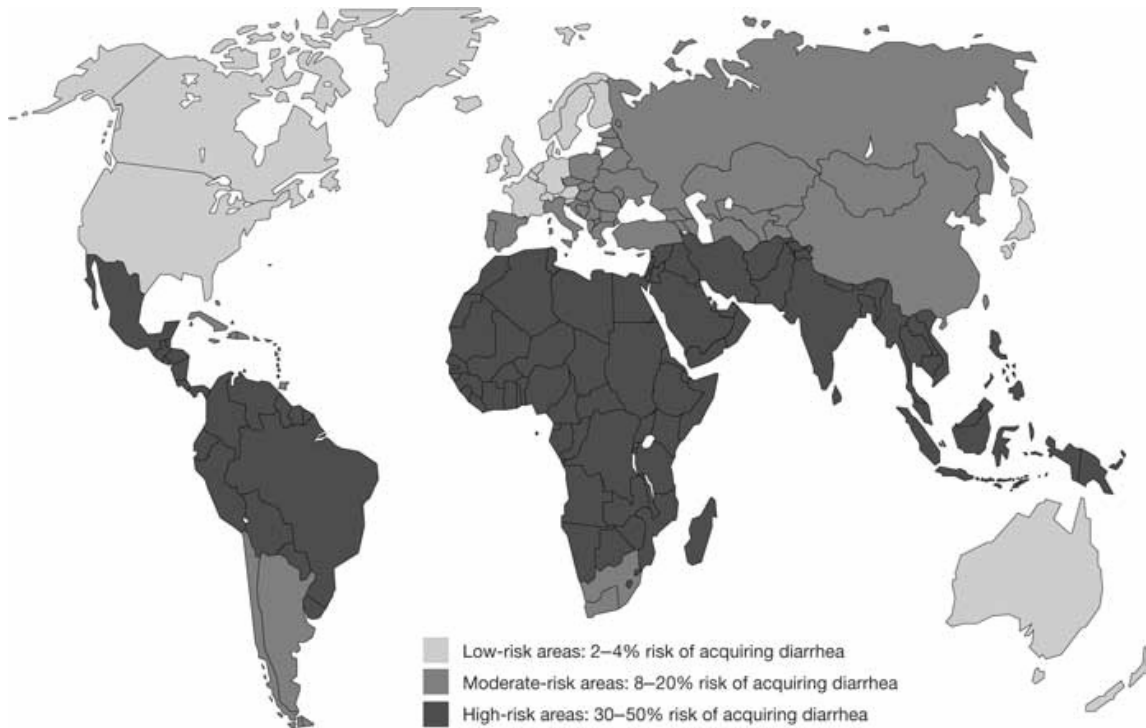 Low-risk areas: 2–4% risk of acquiring diarrhea
Moderate-risk areas: 8–20% risk of acquiring diarrhea
High-risk areas: 30–50% risk of acquiring diarrhea